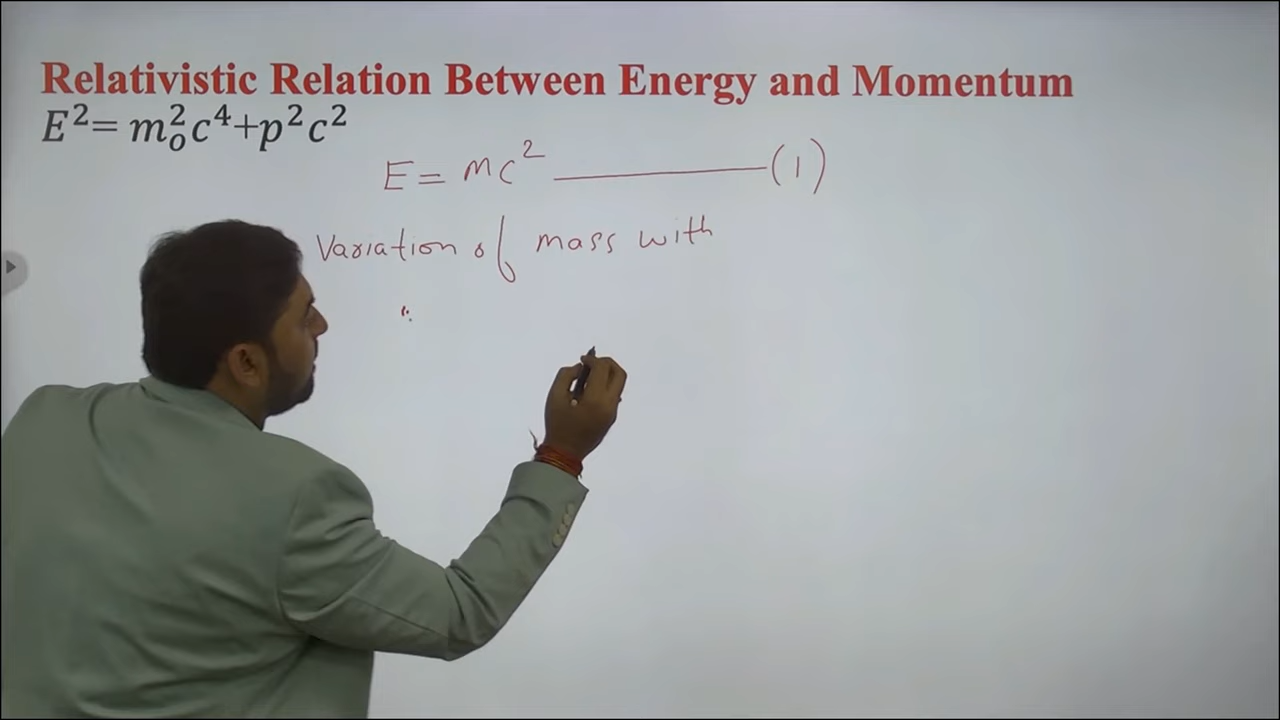 Relativistic Relation Between Energy and Momentum
E²= m₀²c⁴+p²c²
E = mc² ———— (1)
Variation of mass with